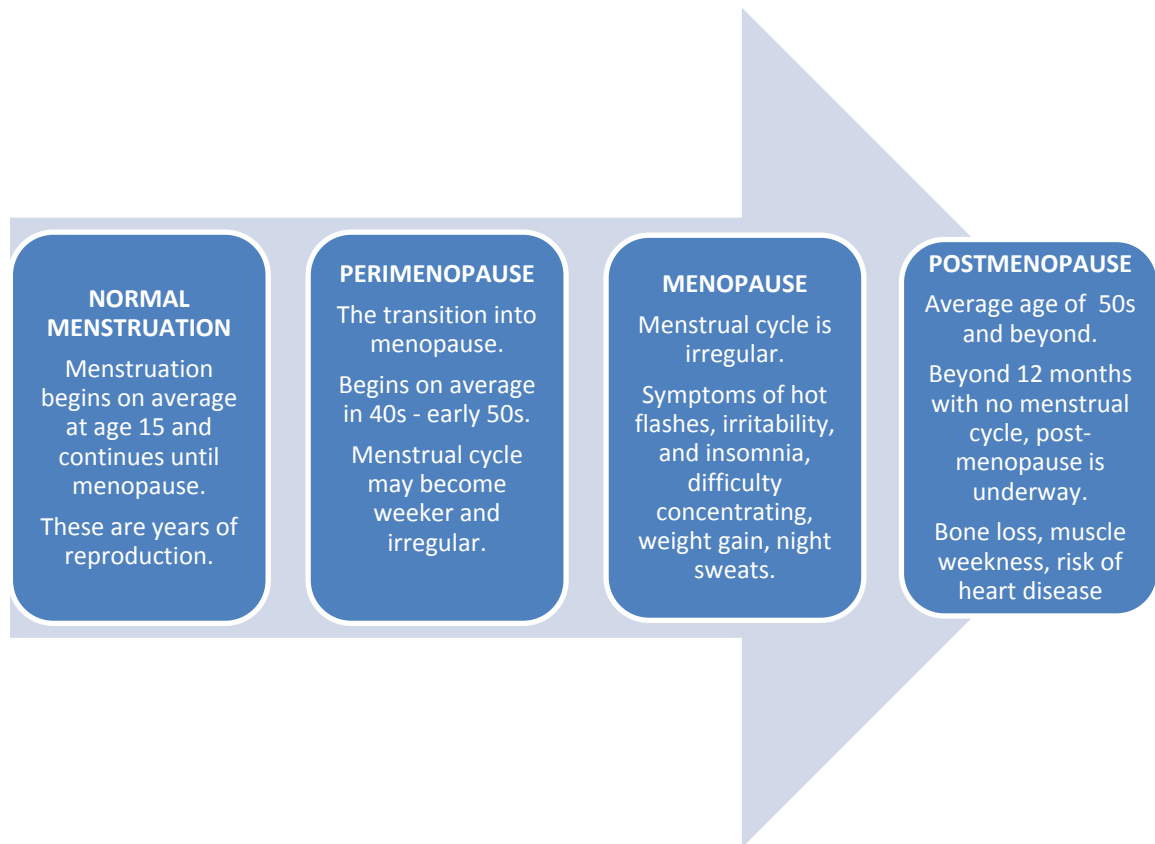 NORMAL
MENSTRUATION
Menstruation
begins on average
at age 15 and
continues until
menopause.
These are years of
reproduction.
PERIMENOPAUSE
The transition into
menopause.
Begins on average
in 40s - early 50s.
Menstrual cycle
may become
weeker and
irregular.
MENOPAUSE
Menstrual cycle is
irregular.
Symptoms of hot
flashes, irritability,
and insomnia,
difficulty
concentrating,
weight gain, night
sweats.
POSTMENOPAUSE
Average age of 50s
and beyond.
Beyond 12 months
with no menstrual
cycle, post-
menopause is
underway.
Bone loss, muscle
weekness, risk of
heart disease